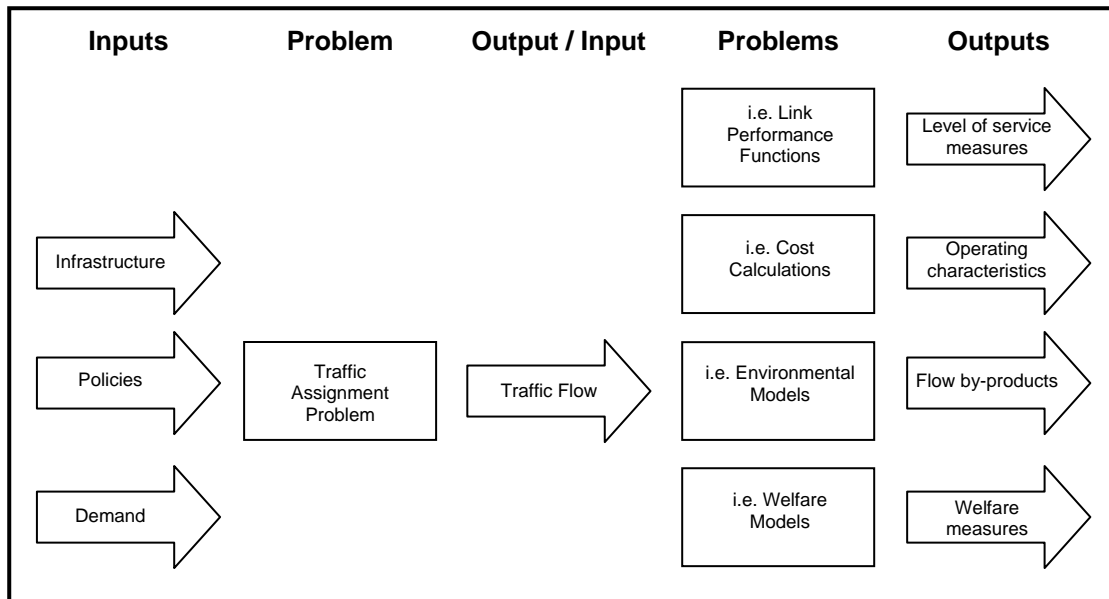 Inputs
Problem
Output / Input
Problems
Outputs
i.e. Link
Performance
Functions
Level of service
measures
Infrastructure
i.e. Cost
Calculations
Operating
characteristics
Policies
Traffic
Assignment
Problem
Traffic Flow
i.e. Environmental
Models
Flow by-products
Demand
i.e. Welfare
Models
Welfare
measures